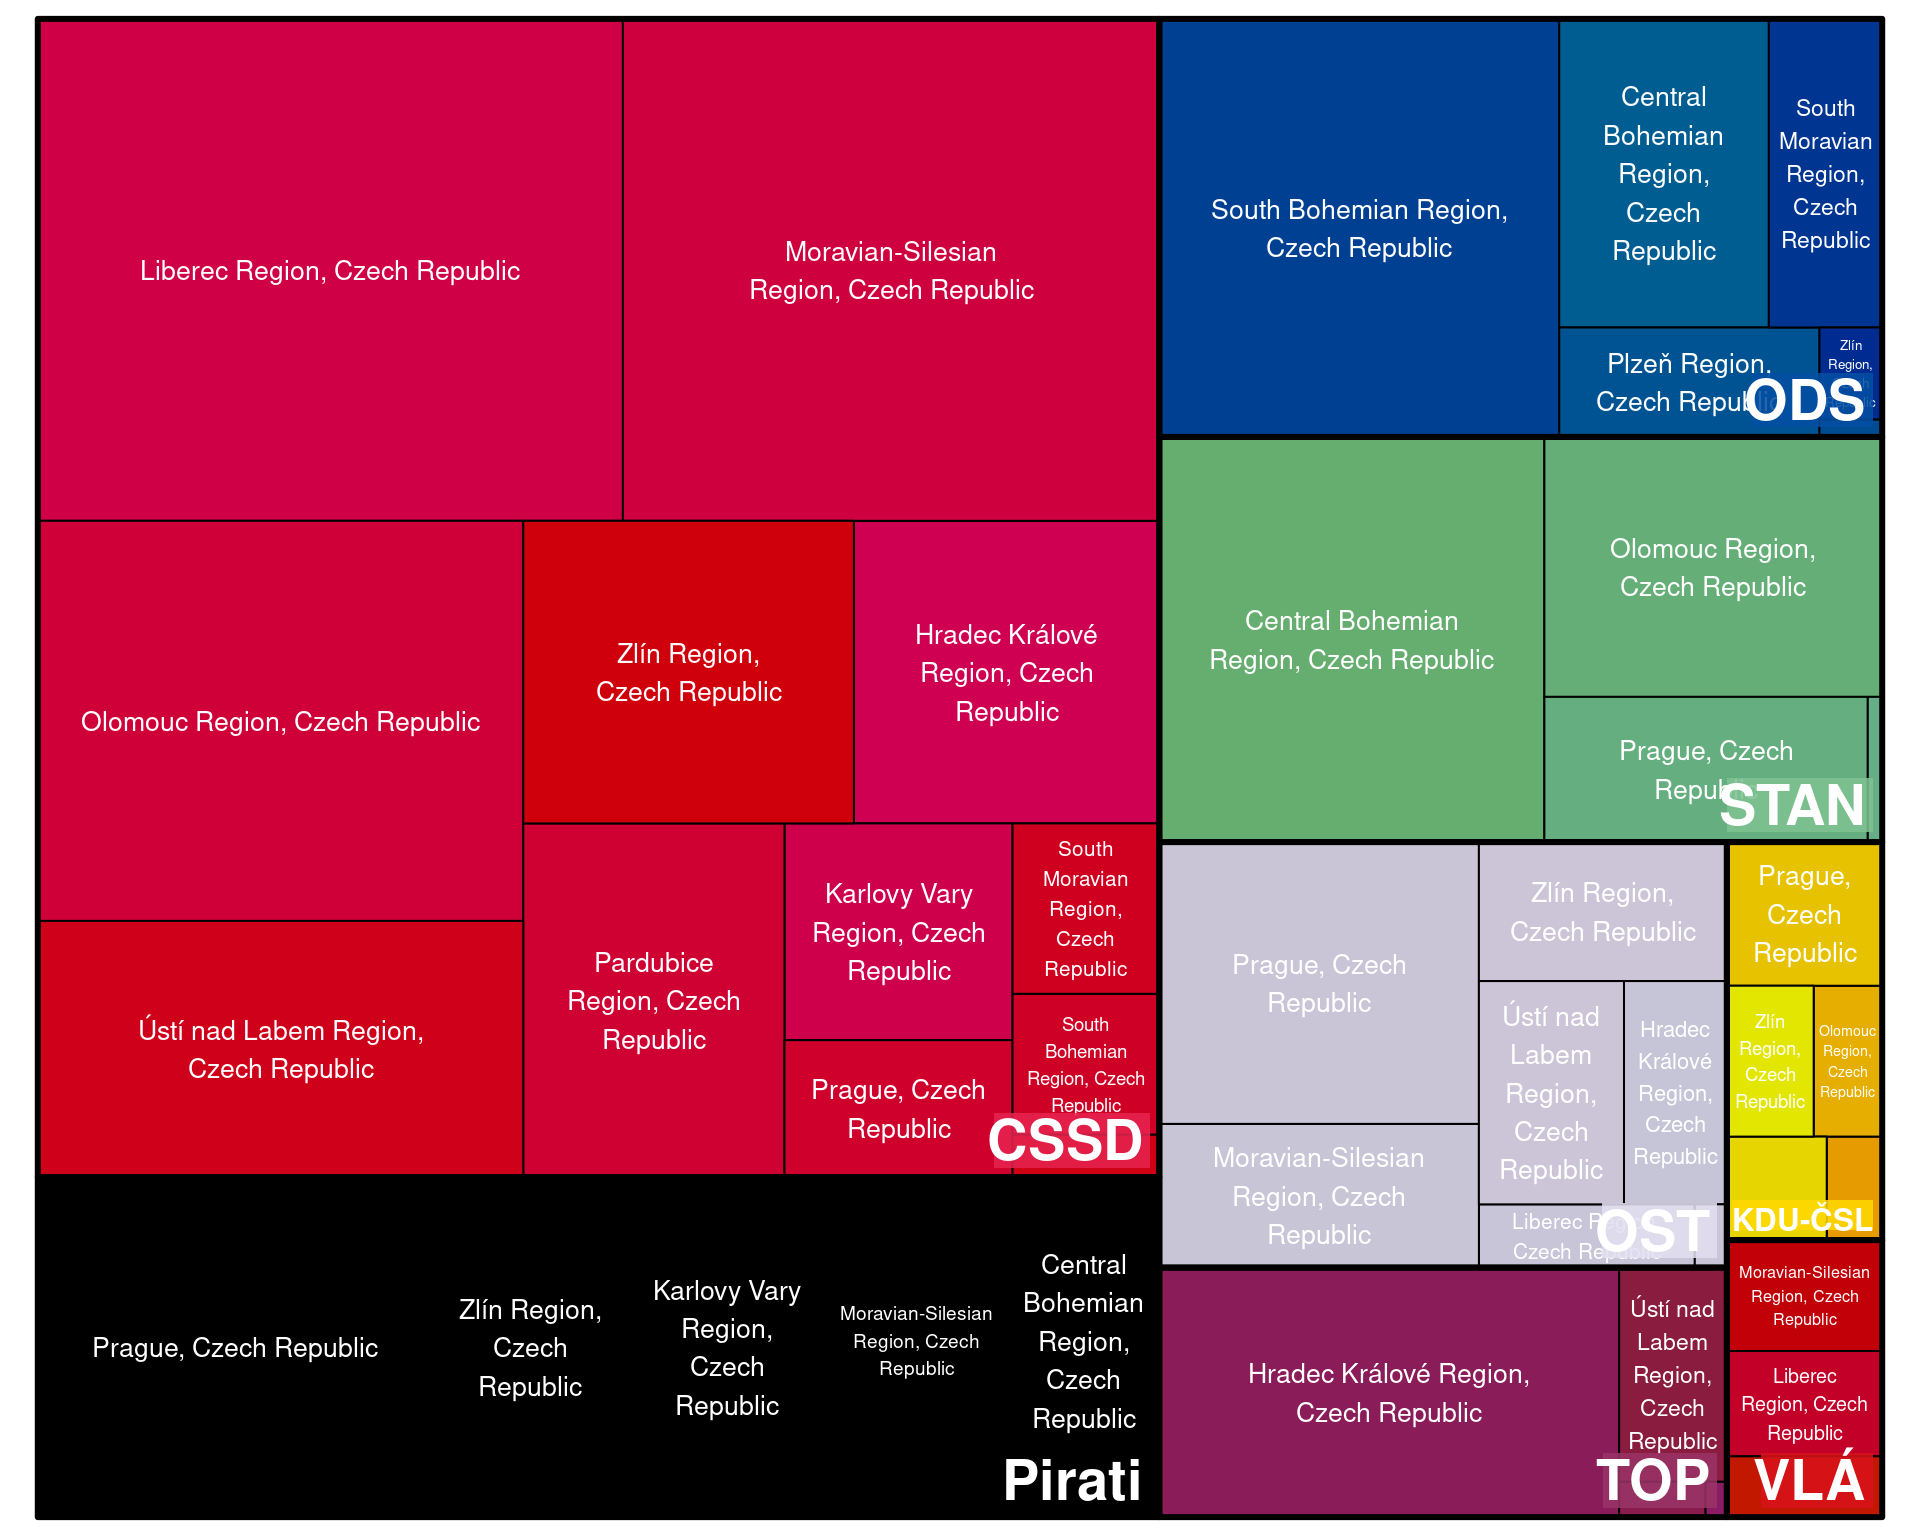 Liberec Region, Czech Republic
Moravian-Silesian
Region, Czech Republic
Olomouc Region, Czech Republic
Zlín Region,
Czech Republic
Hradec Králové
Region, Czech
Republic
Ústí nad Labem Region,
Czech Republic
Pardubice
Region, Czech
Republic
Karlovy Vary
Region, Czech
Republic
South
Moravian
Region,
Czech
Republic
Prague, Czech
Republic
South
Bohemian
Region, Czech
Republic
CSSD
Prague, Czech Republic
Zlín Region,
Czech
Republic
Karlovy Vary
Region,
Czech
Republic
Moravian-Silesian
Region, Czech
Republic
Central
Bohemian
Region,
Czech
Republic
Pirati
South Bohemian Region,
Czech Republic
Central
Bohemian
Region,
Czech
Republic
South
Moravian
Region,
Czech
Republic
Plzeň Region,
Czech Republic
Zlín
Region,
ODS
Central Bohemian
Region, Czech Republic
Olomouc Region,
Czech Republic
Prague, Czech
Republic
STAN
Prague, Czech
Republic
Zlín Region,
Czech Republic
Moravian-Silesian
Region, Czech
Republic
Ústí nad
Labem
Region,
Czech
Republic
Hradec
Králové
Region,
Czech
Republic
Liberec Region,
Czech Republic
OST
Prague,
Czech
Republic
Zlín
Region,
Czech
Republic
Olomouc
Region,
Czech
Republic
KDU-ČSL
Hradec Králové Region,
Czech Republic
Ústí nad
Labem
Region,
Czech
Republic
TOP
Moravian-Silesian
Region, Czech
Republic
Liberec
Region, Czech
Republic
VLÁ